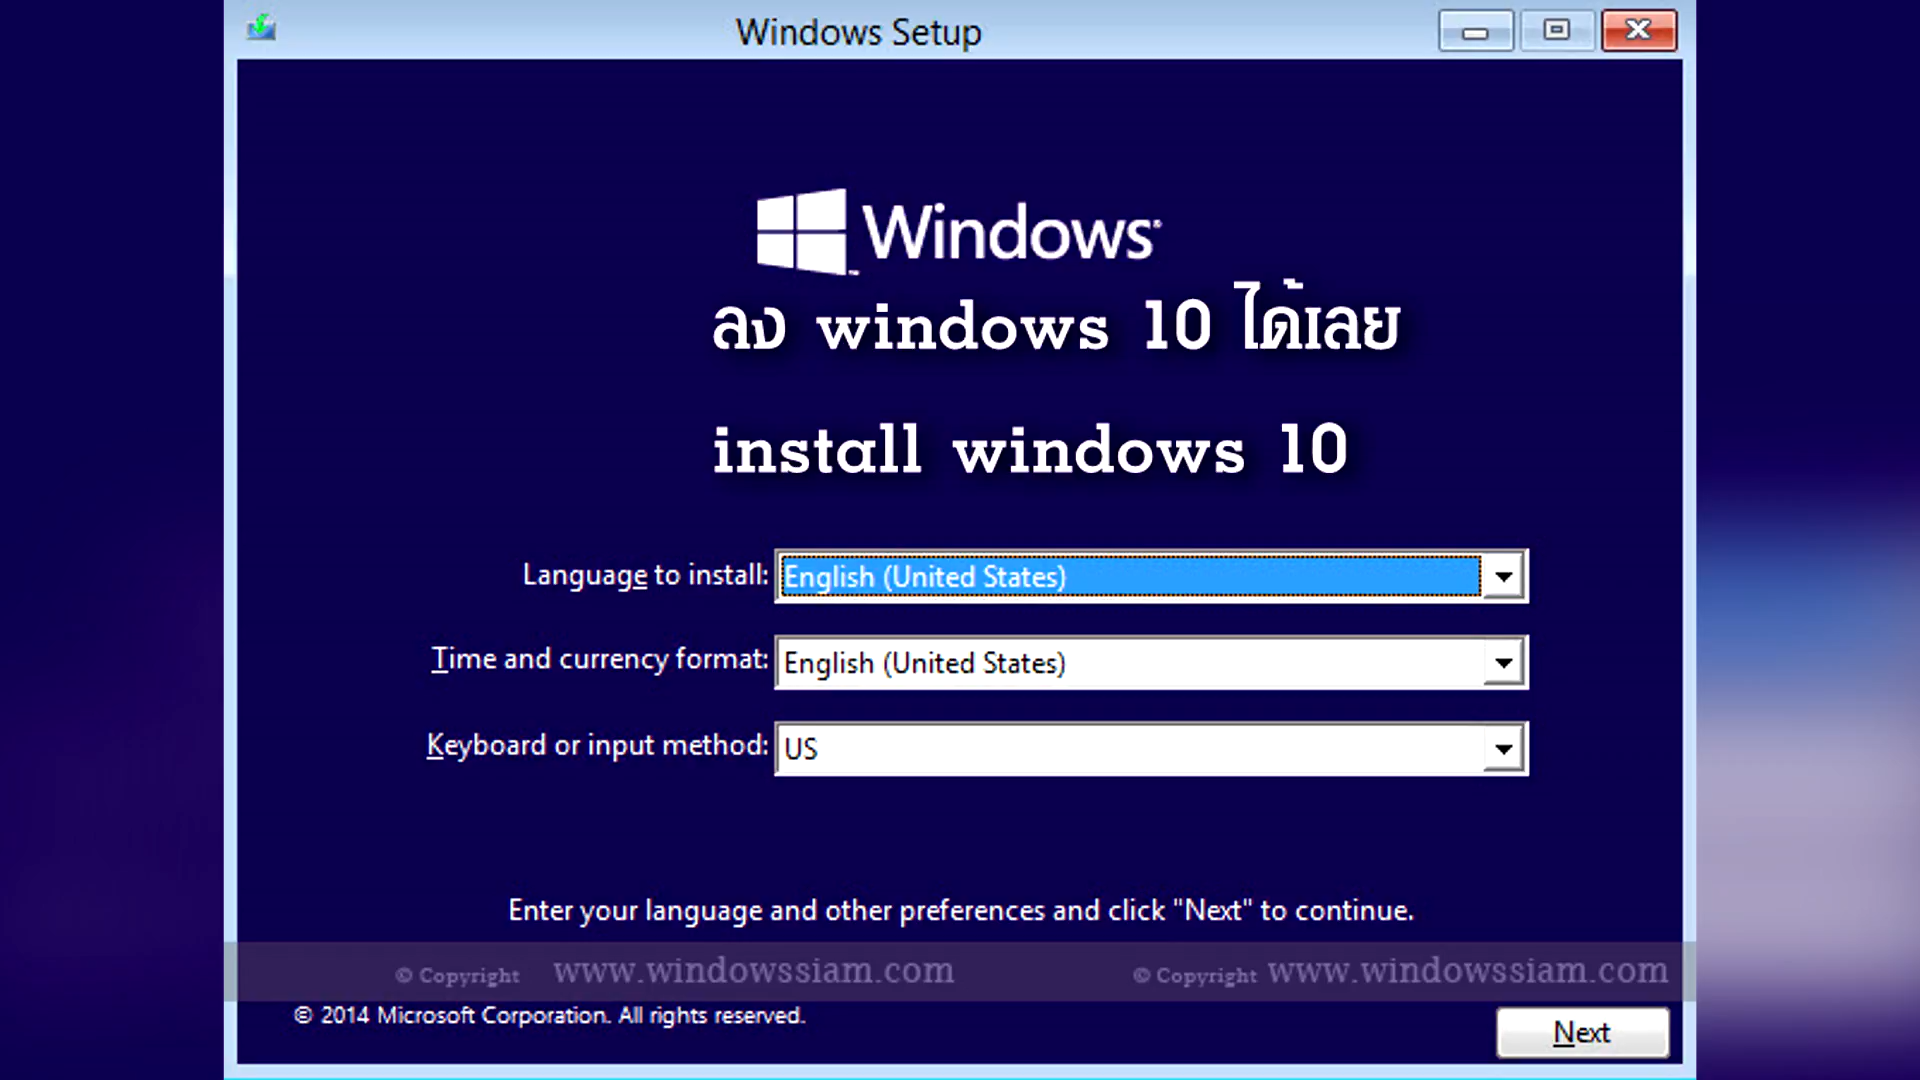 Windows Setup
Windows
ลง windows 10 ได้เลย
install windows 10
Language to install: English (United States)
Time and currency format: English (United States)
Keyboard or input method: US
Enter your language and other preferences and click "Next" to continue.
© Copyright www.windowssiam.com © Copyright www.windowssiam.com
© 2014 Microsoft Corporation. All rights reserved.
Next